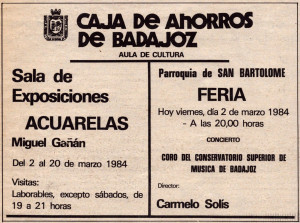 CAJA DE AHORROS
DE BADAJOZ
AULA DE CULTURA
Sala de
Exposiciones
ACUARELAS
Miguel Gañán
Del 2 al 20 de marzo 1984
Visitas:
Laborables, excepto sábados, de
19 a 21 horas
Parroquia de SAN BARTOLOME
FERIA
Hoy viernes, día 2 de marzo 1984
- A las 20,00 horas
CONCIERTO
CORO DEL CONSERVATORIO SUPERIOR DE
MUSICA DE BADAJOZ
Director:
Carmelo Solís